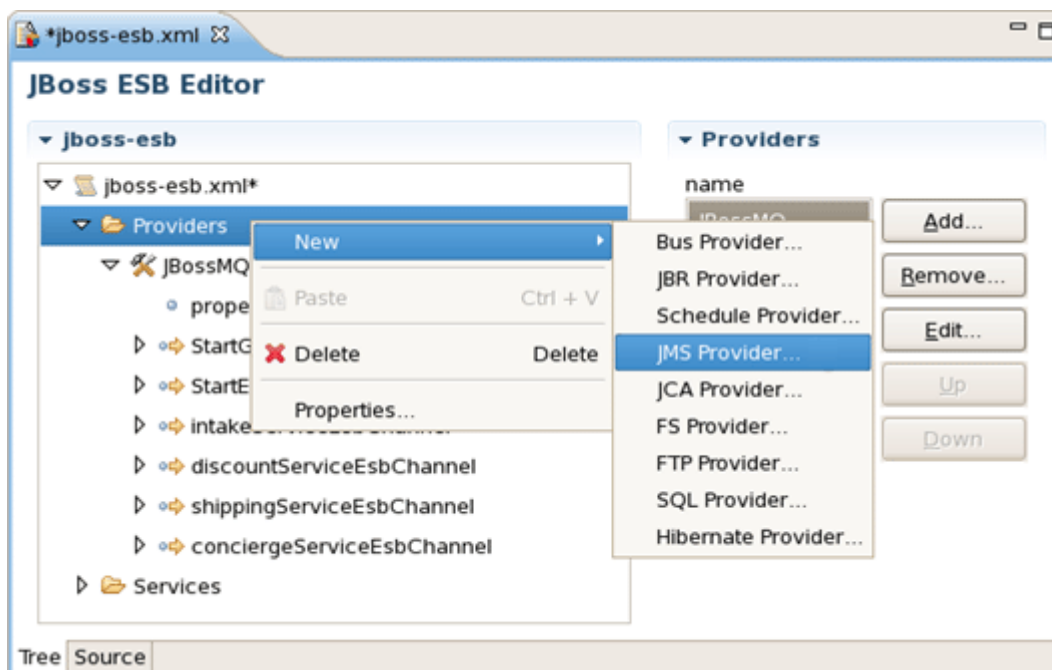 *jboss-esb.xml
JBoss ESB Editor
jboss-esb
jboss-esb.xml*
Providers
JBossMQ
prope
StartG
StartE
discountServiceEsbChannel
shippingServiceEsbChannel
conciergeServiceEsbChannel
Services
New
Paste Ctrl + V
Delete Delete
Properties...
Bus Provider...
JBR Provider...
Schedule Provider...
JMS Provider...
JCA Provider...
FS Provider...
FTP Provider...
SQL Provider...
Hibernate Provider...
Providers
name
JBossMQ
Add...
Remove...
Edit...
Up
Down
Tree Source